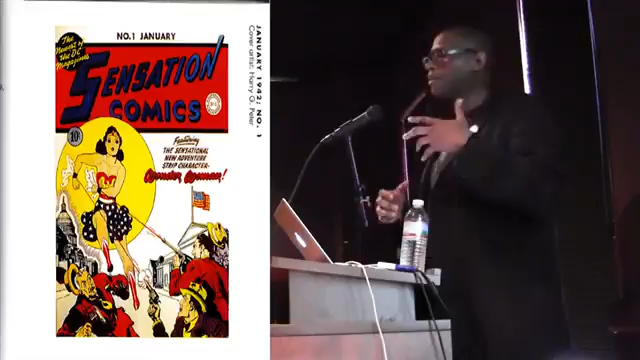 The
Newest of
the DC
Magazines
NO.1 JANUARY
SENSATION
COMICS
10¢
Featuring
THE SENSATIONAL
NEW ADVENTURE
STRIP CHARACTER-
Wonder Woman!
JANUARY 1942; NO. 1
Cover artist: Harry G. Peter